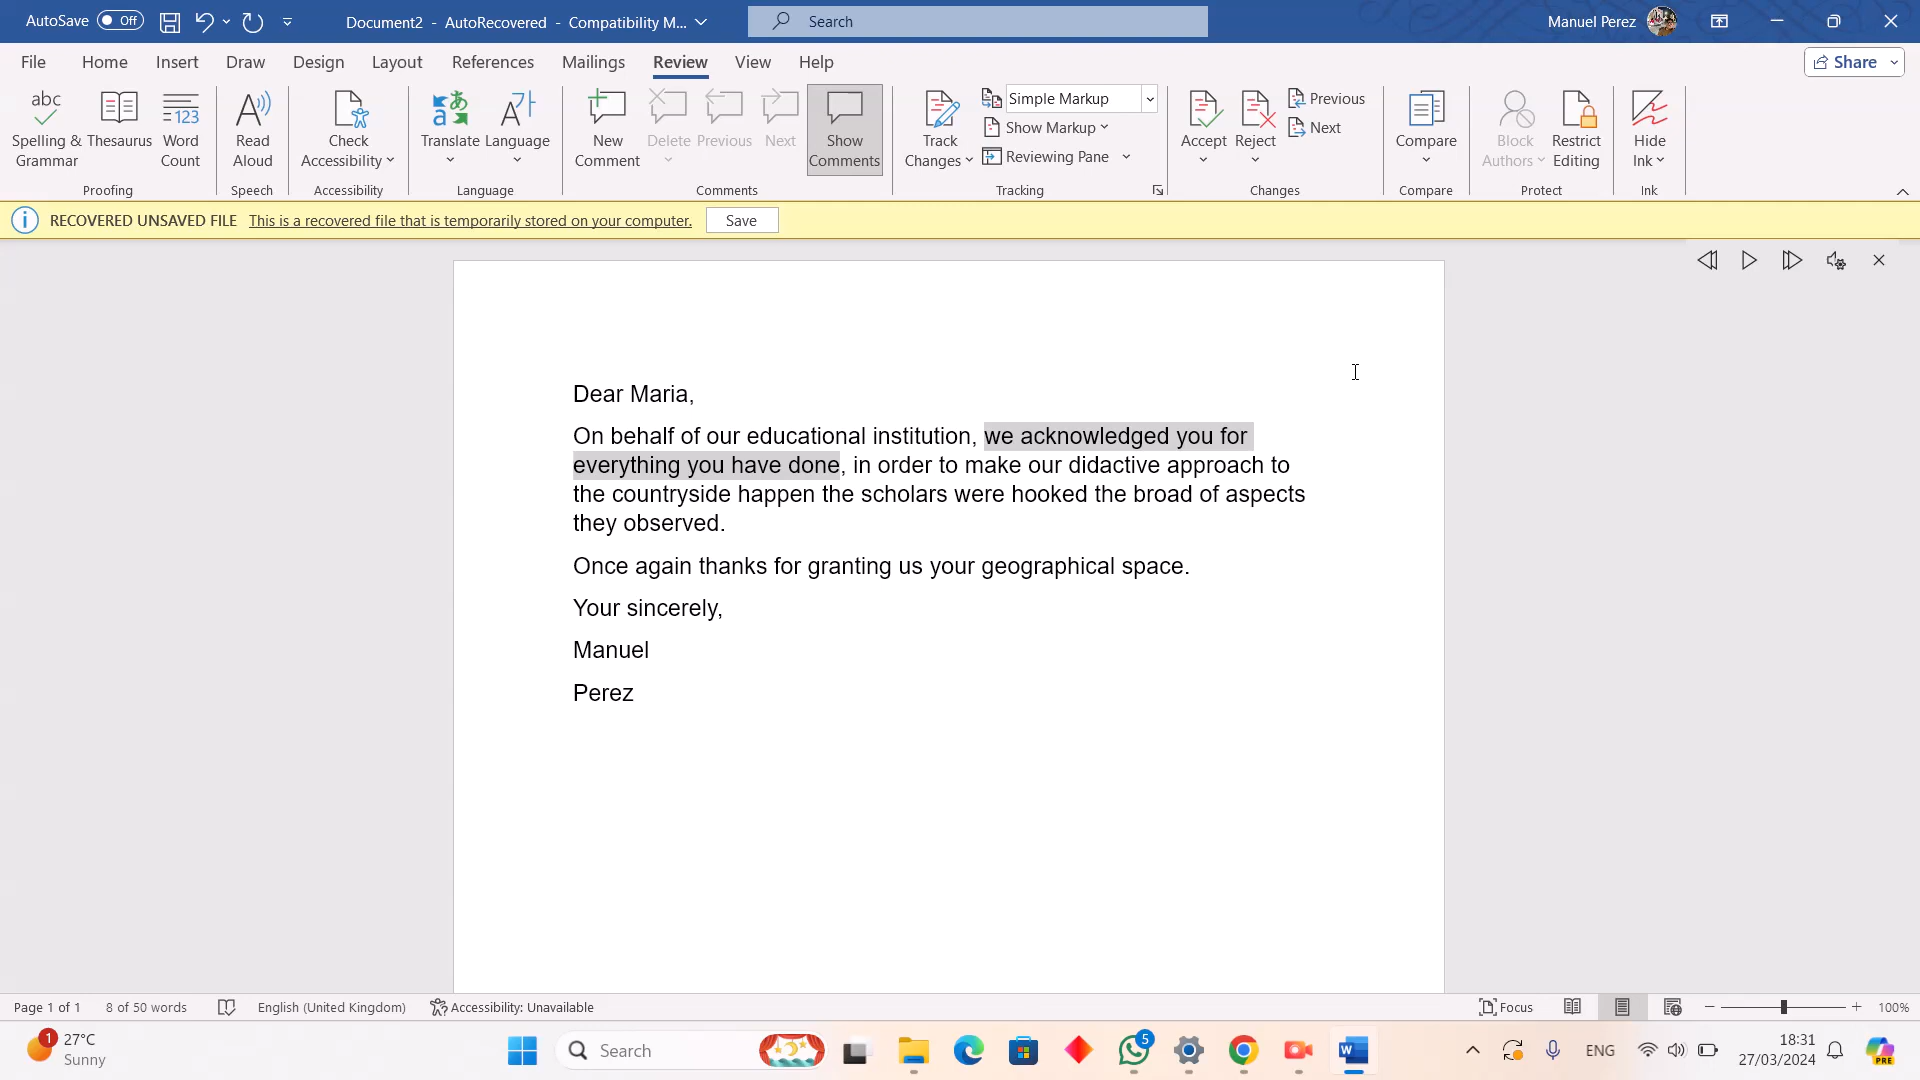 AutoSave Off Document2 - AutoRecovered - Compatibility M... Search Manuel Perez
File Home Insert Draw Design Layout References Mailings Review View Help Share
abc
Spelling & Grammar Thesaurus Word Count
Proofing
Read Aloud
Speech
Check Accessibility
Accessibility
Translate Language
Language
New Comment Delete Previous Next Show Comments
Comments
Track Changes
Simple Markup
Show Markup
Reviewing Pane
Tracking
Accept Reject
Previous
Next
Changes
Compare
Compare
Block Authors Restrict Editing
Protect
Hide Ink
Ink
RECOVERED UNSAVED FILE This is a recovered file that is temporarily stored on your computer. Save
Dear Maria,
On behalf of our educational institution, we acknowledged you for
everything you have done, in order to make our didactive approach to
the countryside happen the scholars were hooked the broad of aspects
they observed.
Once again thanks for granting us your geographical space.
Your sincerely,
Manuel
Perez
Page 1 of 1 8 of 50 words English (United Kingdom) Accessibility: Unavailable Focus 100%
1 27°C
Sunny
Search
5
ENG
18:31
27/03/2024
PRE